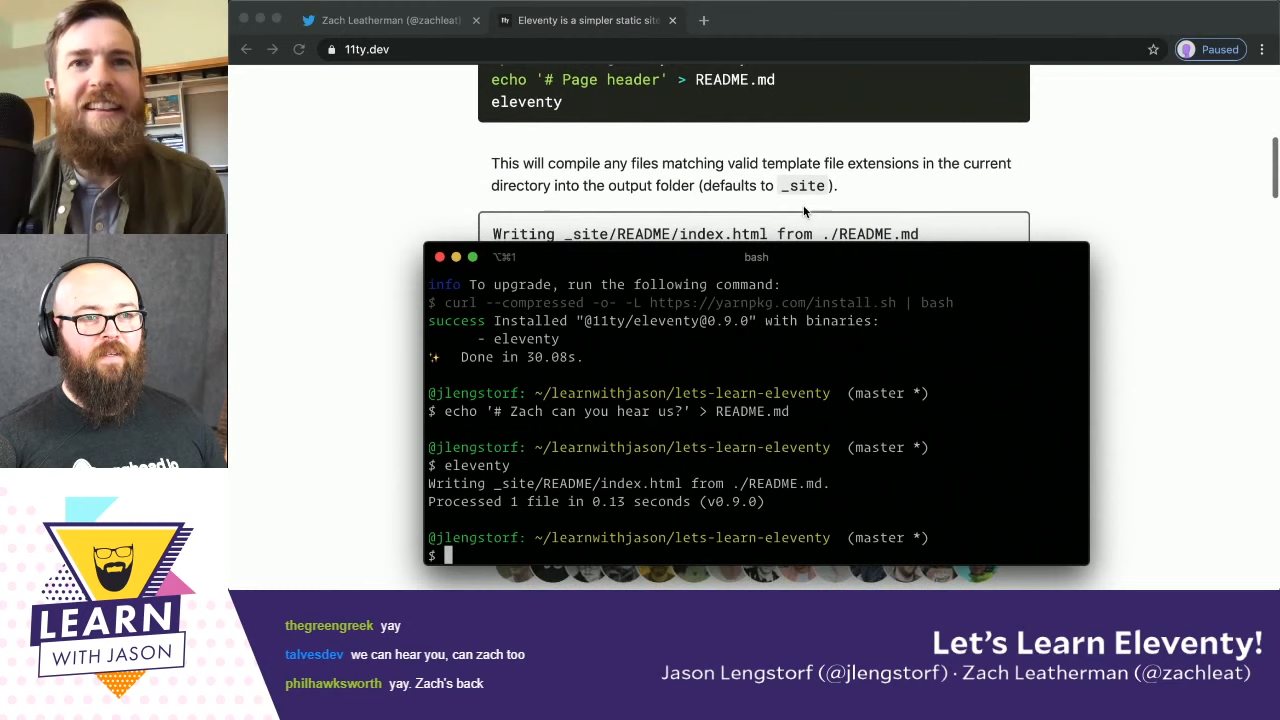 Zach Leatherman (@zachleat)
11ty
Eleventy is a simpler static site
11ty.dev
Paused
echo '# Page header' > README.md
eleventy
This will compile any files matching valid template file extensions in the current
directory into the output folder (defaults to _site).
Writing _site/README/index.html from ./README.md
⌥⌘1
bash
info To upgrade, run the following command:
$ curl --compressed -o- -L https://yarnpkg.com/install.sh | bash
success Installed "@11ty/eleventy@0.9.0" with binaries:
- eleventy
✨ Done in 30.08s.
@jlengstorf: ~/learnwithjason/lets-learn-eleventy (master *)
$ echo '# Zach can you hear us?' > README.md
@jlengstorf: ~/learnwithjason/lets-learn-eleventy (master *)
$ eleventy
Writing _site/README/index.html from ./README.md.
Processed 1 file in 0.13 seconds (v0.9.0)
@jlengstorf: ~/learnwithjason/lets-learn-eleventy (master *)
$
LEARN
WITH JASON
thegreengreek yay
talvesdev we can hear you, can zach too
philhawksworth yay. Zach's back
Let's Learn Eleventy!
Jason Lengstorf (@jlengstorf) · Zach Leatherman (@zachleat)